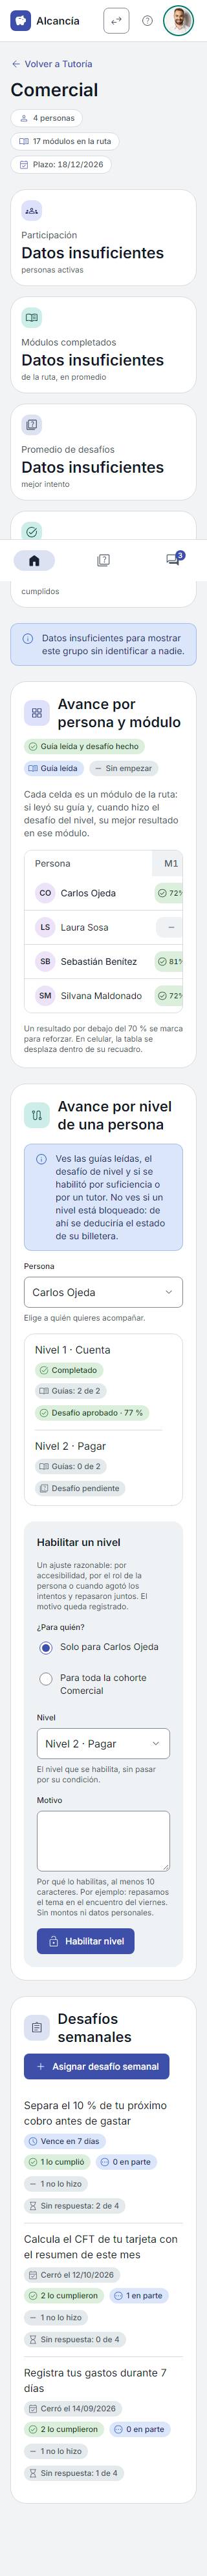 Alcancía
Volver a Tutoría
Comercial
4 personas
17 módulos en la ruta
Plazo: 18/12/2026
Participación
Datos insuficientes
personas activas
Módulos completados
Datos insuficientes
de la ruta, en promedio
Promedio de desafíos
Datos insuficientes
mejor intento
3
cumplidos
Datos insuficientes para mostrar
este grupo sin identificar a nadie.
Avance por
persona y módulo
Guía leída y desafío hecho
Guía leída
Sin empezar
Cada celda es un módulo de la ruta:
si leyó su guía y, cuando hizo el
desafío del nivel, su mejor resultado
en ese módulo.
Persona M1
CO Carlos Ojeda 72%
LS Laura Sosa –
SB Sebastián Benítez 81%
SM Silvana Maldonado 72%
Un resultado por debajo del 70 % se marca
para reforzar. En celular, la tabla se
desplaza dentro de su recuadro.
Avance por nivel
de una persona
Ves las guías leídas, el
desafío de nivel y si se
habilitó por suficiencia o
por un tutor. No ves si un
nivel está bloqueado: de
ahí se deduciría el estado
de su billetera.
Persona
Carlos Ojeda
Elige a quién quieres acompañar.
Nivel 1 · Cuenta
Completado
Guías: 2 de 2
Desafío aprobado · 77 %
Nivel 2 · Pagar
Guías: 0 de 2
Desafío pendiente
Habilitar un nivel
Un ajuste razonable: por
accesibilidad, por el rol de la
persona o cuando agotó los
intentos y repasaron juntos. El
motivo queda registrado.
¿Para quién?
Solo para Carlos Ojeda
Para toda la cohorte
Comercial
Nivel
Nivel 2 · Pagar
El nivel que se habilita, sin pasar
por su condición.
Motivo
Por qué lo habilitas, al menos 10
caracteres. Por ejemplo: repasamos
el tema en el encuentro del viernes.
Sin montos ni datos personales.
Habilitar nivel
Desafíos
semanales
Asignar desafío semanal
Separa el 10 % de tu próximo
cobro antes de gastar
Vence en 7 días
1 lo cumplió
0 en parte
1 no lo hizo
Sin respuesta: 2 de 4
Calcula el CFT de tu tarjeta con
el resumen de este mes
Cerró el 12/10/2026
2 lo cumplieron
1 en parte
1 no lo hizo
Sin respuesta: 0 de 4
Registra tus gastos durante 7
días
Cerró el 14/09/2026
2 lo cumplieron
0 en parte
1 no lo hizo
Sin respuesta: 1 de 4